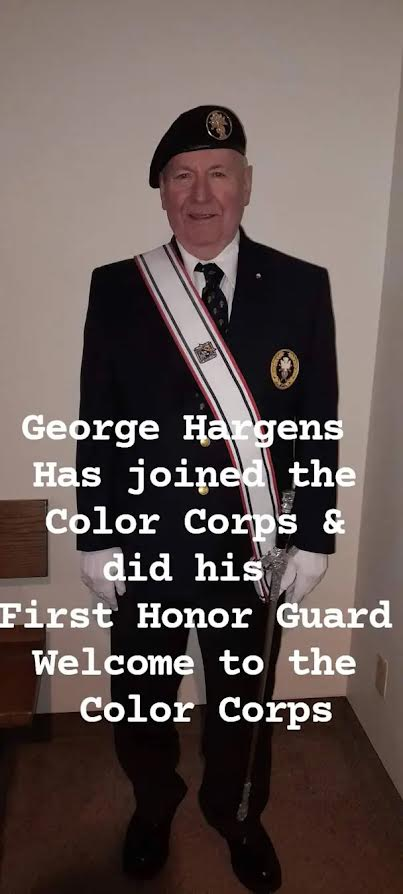 George Hargens
Has joined the
Color Corps &
did his
First Honor Guard
Welcome to the
Color Corps